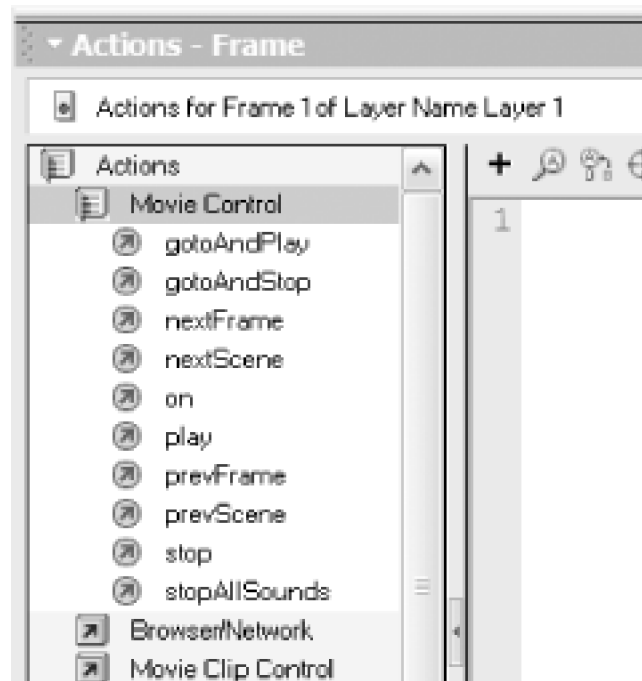 Actions - Frame
Actions for Frame 1 of Layer Name Layer 1
Actions
Movie Control
gotoAndPlay
gotoAndStop
nextFrame
nextScene
on
play
prevFrame
prevScene
stop
stopAllSounds
Browser/Network
Movie Clip Control
1